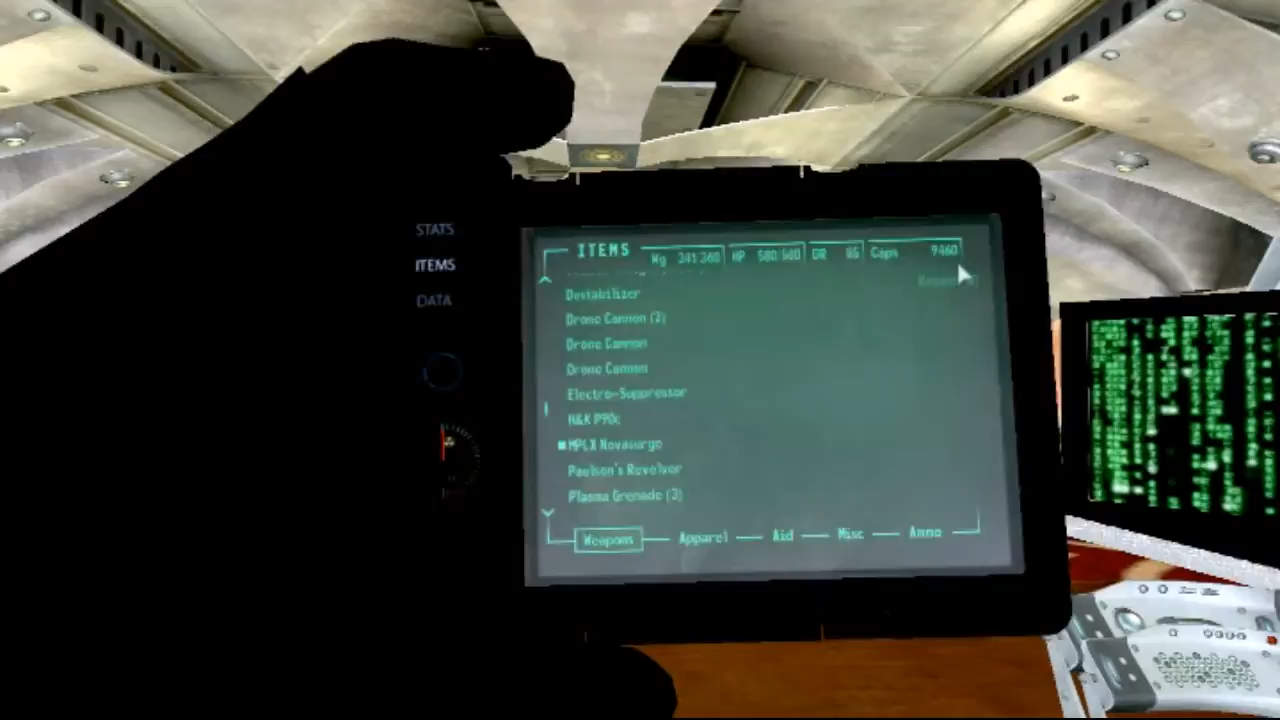 STATS
ITEMS
DATA
ITEMS Wg 341/360 HP 580/580 DR 85 Caps 9460
Destabilizer
Drone Cannon (2)
Drone Cannon
Drone Cannon
Electro-Suppressor
H&K P90c
MPLX Novasurge
Paulson's Revolver
Plasma Grenade (3)
Weapons Apparel Aid Misc Ammo